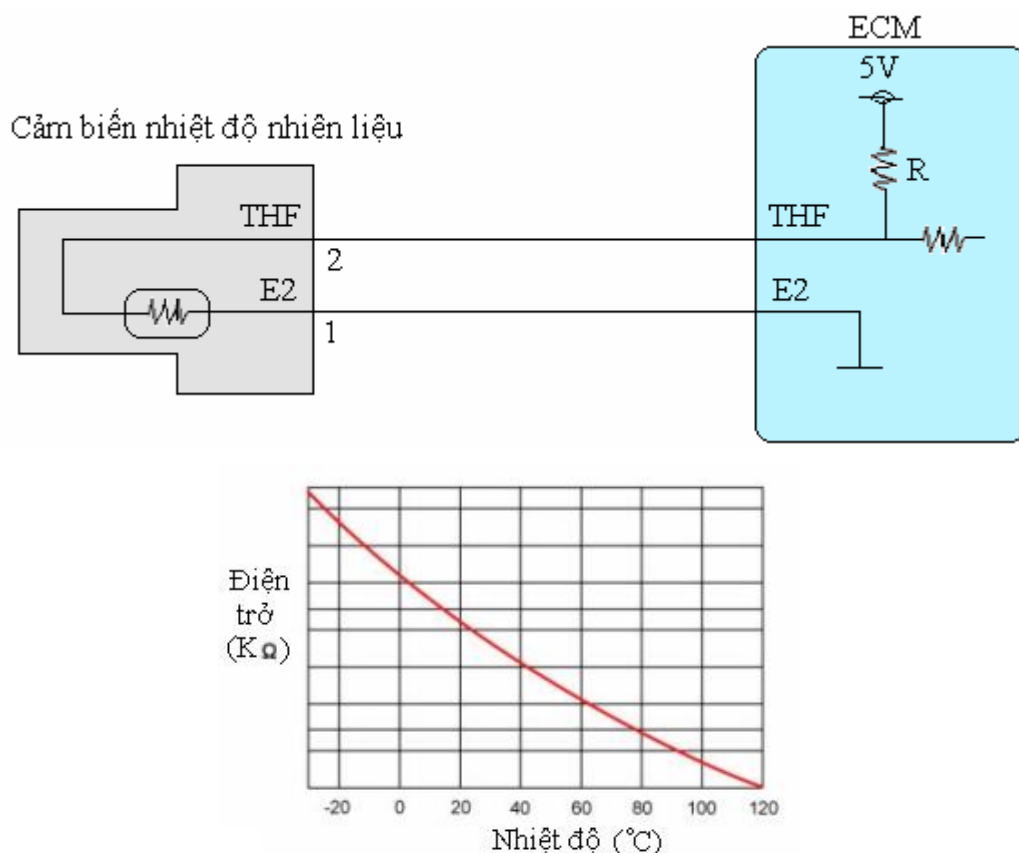 ECM
5V
Cảm biến nhiệt độ nhiên liệu
R
THF
THF
2
E2
E2
1
Điện
trở
(KΩ)
-20 0 20 40 60 80 100 120
Nhiệt độ (°C)